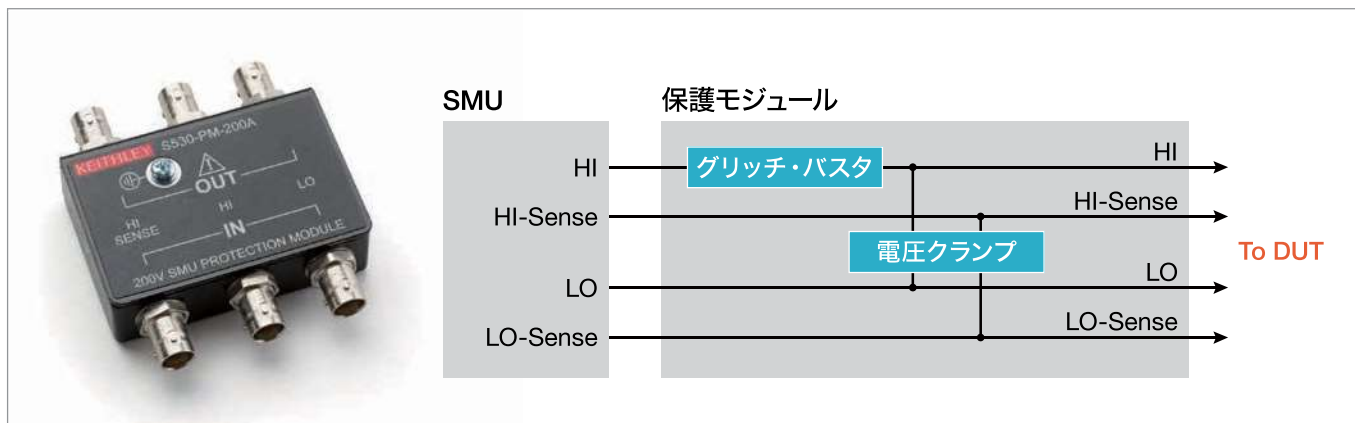 KEITHLEY S530-PM-200A
OUT
LO
HI
HI
SENSE
IN
200V SMU PROTECTION MODULE
SMU
保護モジュール
HI
グリッチ・バスタ
HI
HI-Sense
HI-Sense
電圧クランプ
To DUT
LO
LO
LO-Sense
LO-Sense